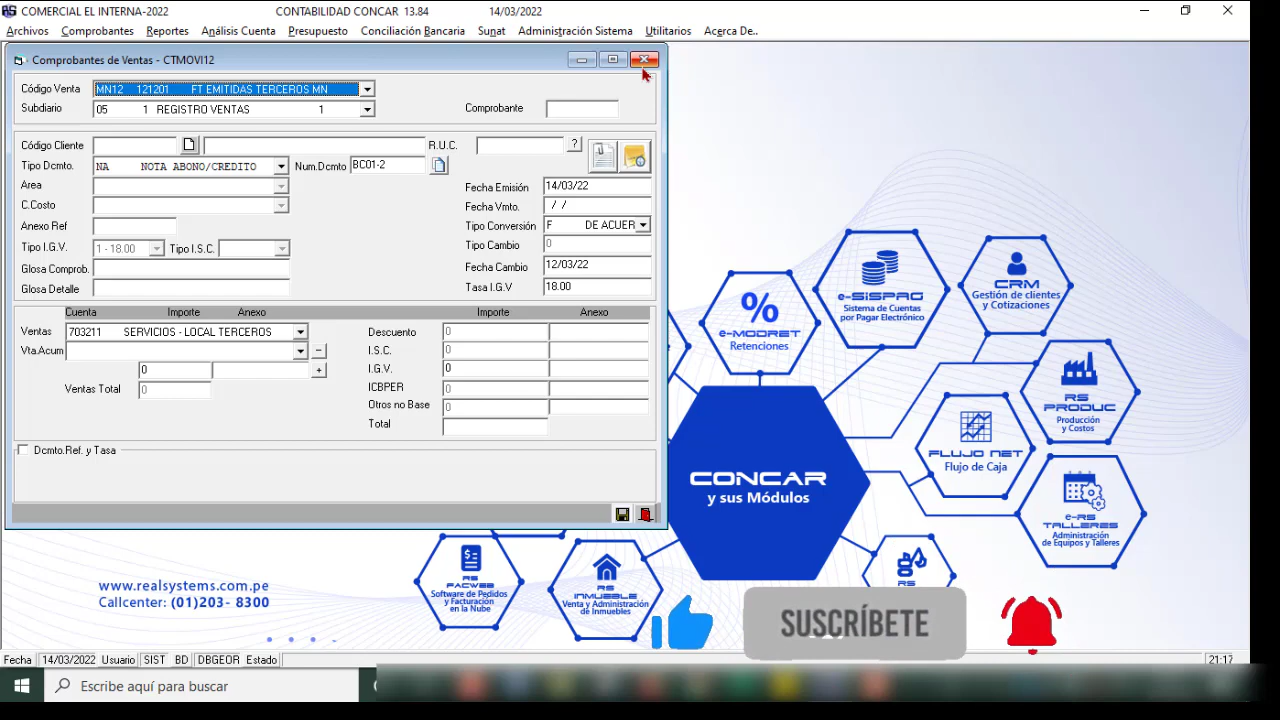 COMERCIAL EL INTERNA-2022 CONTABILIDAD CONCAR 13.84 14/03/2022
Archivos Comprobantes Reportes Análisis Cuenta Presupuesto Conciliación Bancaria Sunat Administración Sistema Utilitarios Acerca De..
Comprobantes de Ventas - CTMOVI12
Código Venta MN12 121201 FT EMITIDAS TERCEROS MN
Subdiario 05 1 REGISTRO VENTAS 1 Comprobante
Código Cliente R.U.C. ?
Tipo Dcmto. NA NOTA ABONO/CREDITO Num.Dcmto BC01-2
Area Fecha Emisión 14/03/22
C.Costo Fecha Vmto. / /
Anexo Ref Tipo Conversión F DE ACUER
Tipo I.G.V. 1 - 18.00 Tipo I.S.C. Tipo Cambio 0
Glosa Comprob. Fecha Cambio 12/03/22
Glosa Detalle Tasa I.G.V 18.00
Cuenta Importe Anexo Importe Anexo
Ventas 703211 SERVICIOS - LOCAL TERCEROS Descuento 0
Vta.Acum - I.S.C. 0
0 + I.G.V. 0
Ventas Total 0 ICBPER 0
Otros no Base 0
Total
Dcmto.Ref. y Tasa
%
e-MODRET
Retenciones
e-SISPAG
Sistema de Cuentas
por Pagar Electrónico
CRM
Gestión de clientes
y Cotizaciones
RS
PRODUC
Producción
y Costos
FLUJO NET
Flujo de Caja
CONCAR
y sus Módulos
e-RS
TALLERES
Administración
de Equipos y Talleres
RS
FACWEB
Software de Pedidos
y Facturación
en la Nube
RS
INMUEBLE
Venta y Administración
de Inmuebles
RS
www.realsystems.com.pe
Callcenter: (01)203- 8300
SUSCRÍBETE
Fecha 14/03/2022 Usuario SIST BD DBGEOR Estado 21:17
Escribe aquí para buscar